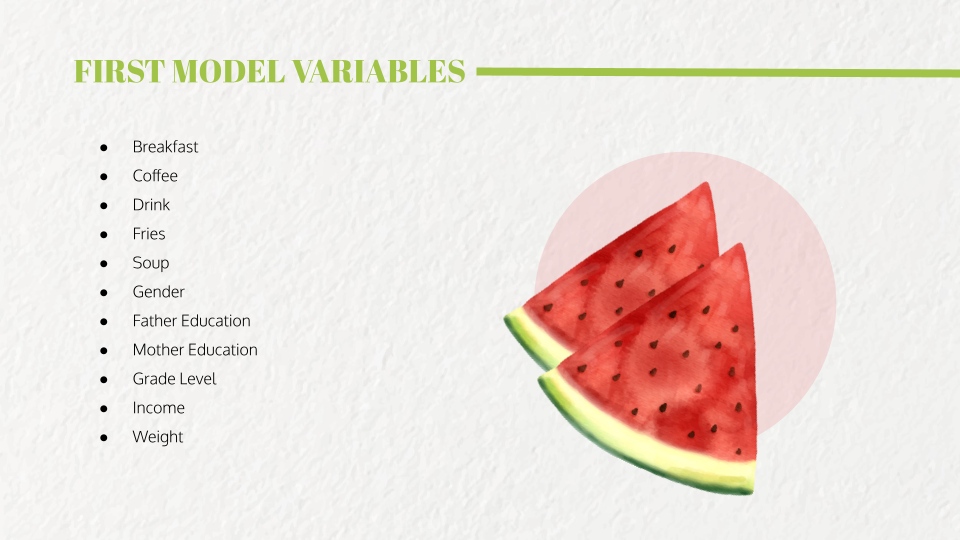 FIRST MODEL VARIABLES
● Breakfast
● Coffee
● Drink
● Fries
● Soup
● Gender
● Father Education
● Mother Education
● Grade Level
● Income
● Weight